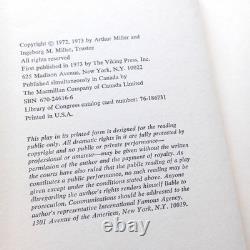 Copyright © 1972, 1973 by Arthur Miller and
Ingeborg M. Miller, Trustee
First published in 1973 by The Viking Press, Inc.
625 Madison Avenue, New York, N.Y. 10022
Published simultaneously in Canada by
The Macmillan Company of Canada Limited
SBN 670-24616-6
Library of Congress catalog card number: 76-186731
Printed in U.S.A.
This play in its printed form is designed for the reading
public only. All dramatic rights in it are fully protected
by copyright and no public or private performance—
professional or amateur—may be given without the written
permission of the author and the payment of royalty. As
the courts have also ruled that the public reading of a play
constitutes a public performance, no such reading may be
given except under the conditions stated above. Anyone
disregarding the author's rights renders himself liable to
prosecution. Communications should be addressed to the
author's representative International Famous Agency,
1301 Avenue of the Americas, New York, N.Y. 10019.